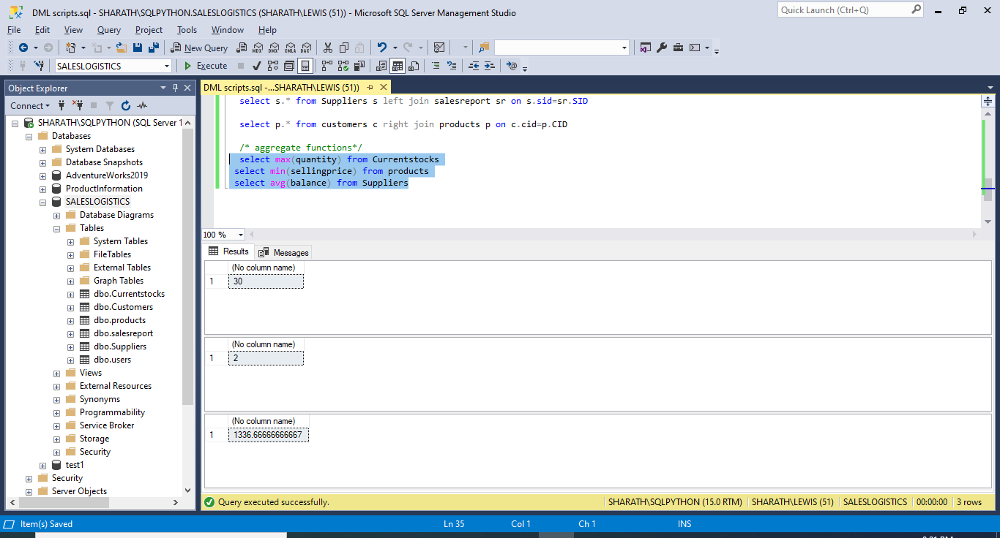 DML scripts.sql - SHARATH\SQLPYTHON.SALESLOGISTICS (SHARATH\LEWIS (51)) - Microsoft SQL Server Management Studio
Quick Launch (Ctrl+Q)
File Edit View Query Project Tools Window Help
New Query MDX DMX XMLA DAX
SALESLOGISTICS Execute
Object Explorer
Connect
SHARATH\SQLPYTHON (SQL Server 1
Databases
System Databases
Database Snapshots
AdventureWorks2019
ProductInformation
SALESLOGISTICS
Database Diagrams
Tables
System Tables
FileTables
External Tables
Graph Tables
dbo.Currentstocks
dbo.Customers
dbo.products
dbo.salesreport
dbo.Suppliers
dbo.users
Views
External Resources
Synonyms
Programmability
Service Broker
Storage
Security
test1
Security
Server Objects
DML scripts.sql -...SHARATH\LEWIS (51))
select s.* from Suppliers s left join salesreport sr on s.sid=sr.SID
select p.* from customers c right join products p on c.cid=p.CID
/* aggregate functions*/
select max(quantity) from Currentstocks
select min(sellingprice) from products
select avg(balance) from Suppliers
100 %
Results Messages
(No column name)
1 30
(No column name)
1 2
(No column name)
1 1336.66666666667
Query executed successfully. SHARATH\SQLPYTHON (15.0 RTM) SHARATH\LEWIS (51) SALESLOGISTICS 00:00:00 3 rows
Item(s) Saved Ln 35 Col 1 Ch 1 INS